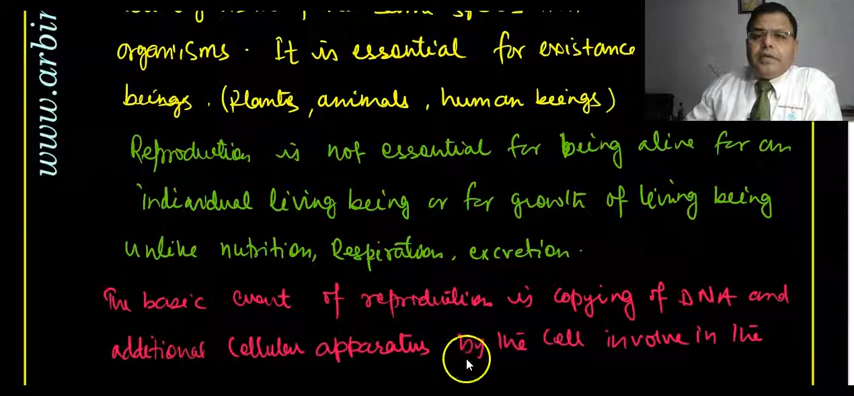 organisms. It is essential for existance
beings. (Plants, animals, human beings)
Reproduction is not essential for being alive for an
individual living being or for growth of living being
unlike nutrition, Respiration, excretion.
The basic event of reproduction is copying of DNA and
additional cellular apparatus by the cell involve in the
www.arbin